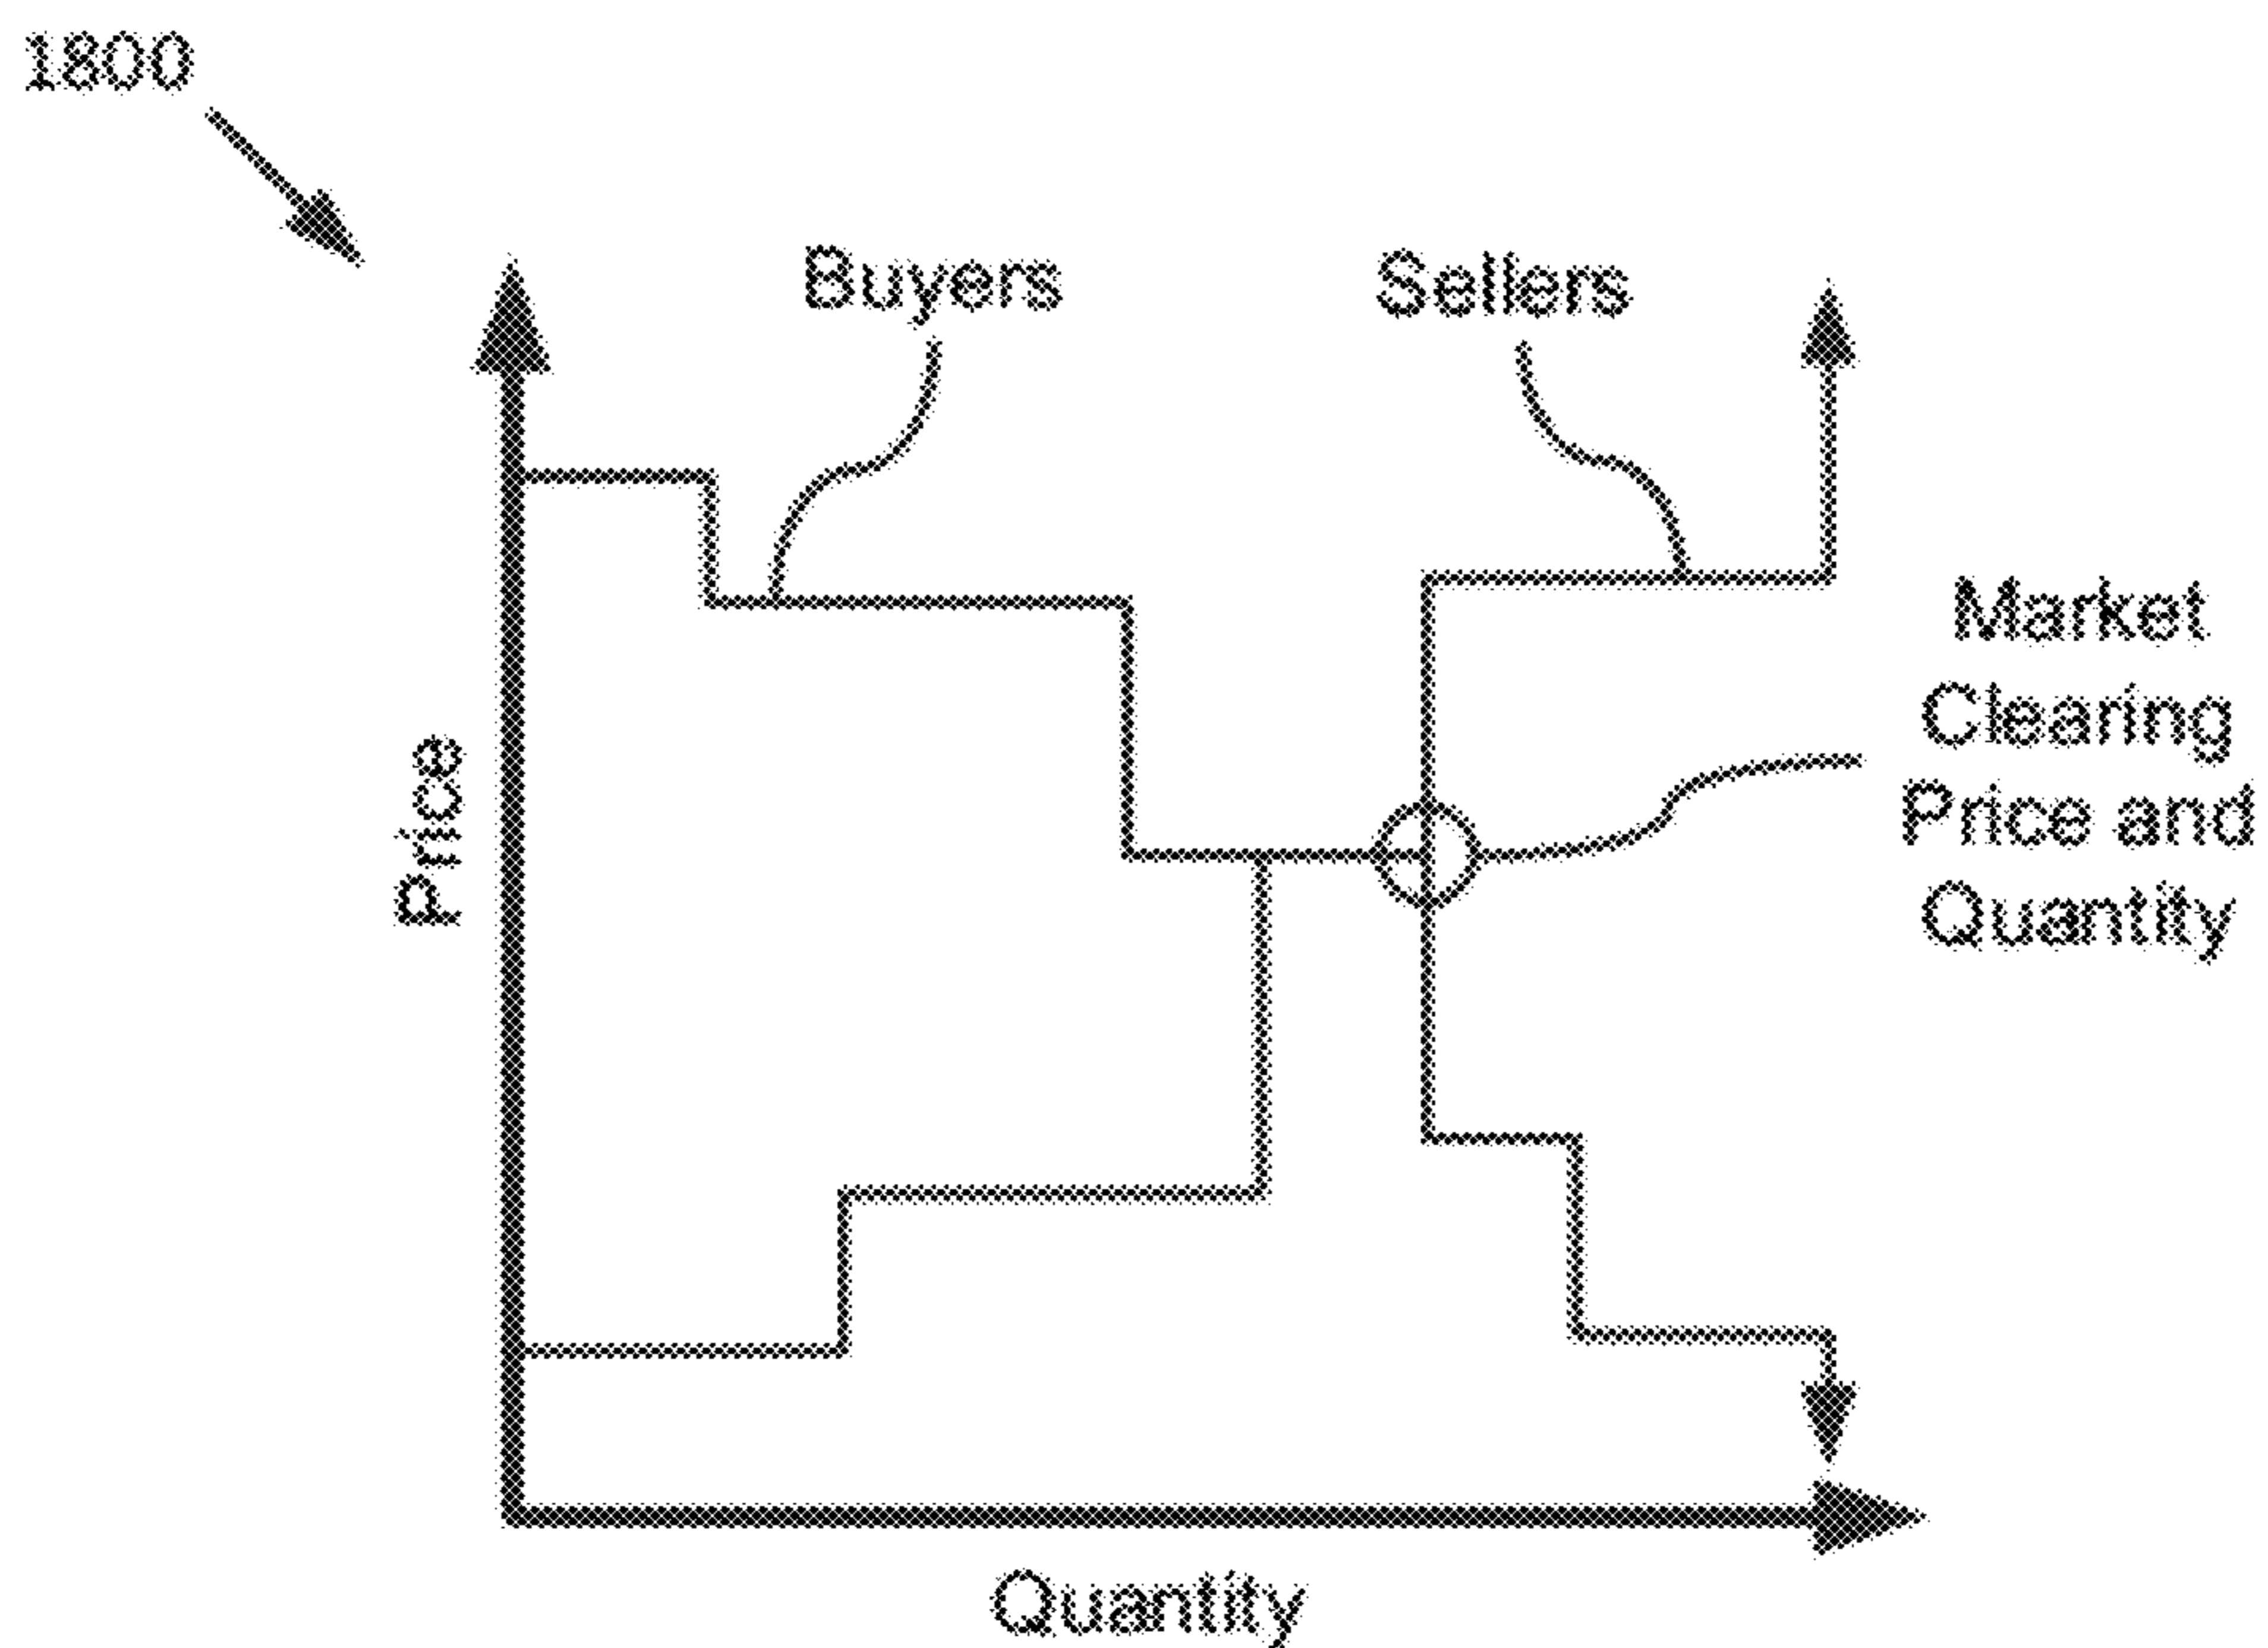 1800
Buyers
Sellers
Market
Clearing
Price and
Quantity
Price
Quantity